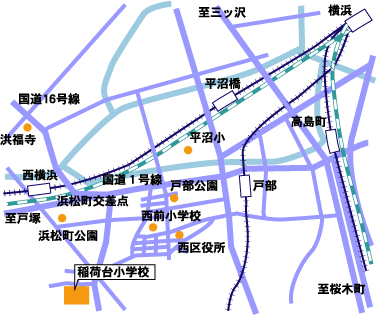 至三ッ沢
横浜
平沼橋
国道16号線
高島町
洪福寺
平沼小
西横浜
国道１号線
戸部公園
戸部
浜松町交差点
至戸塚
西前小学校
浜松町公園
西区役所
稲荷台小学校
至桜木町